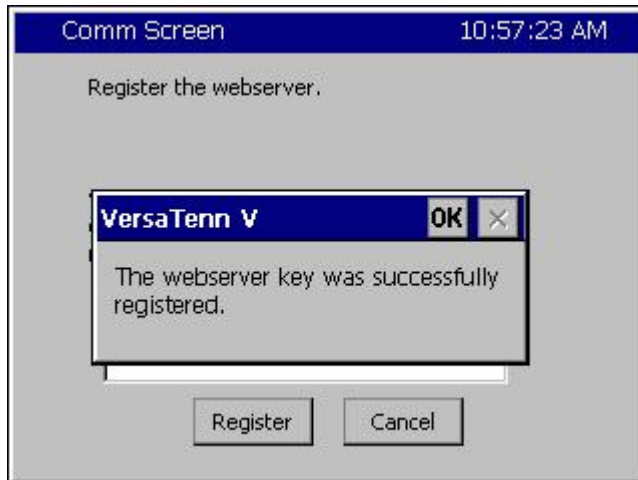 Comm Screen 10:57:23 AM
Register the webserver.
VersaTenn V OK
The webserver key was successfully
registered.
Register Cancel